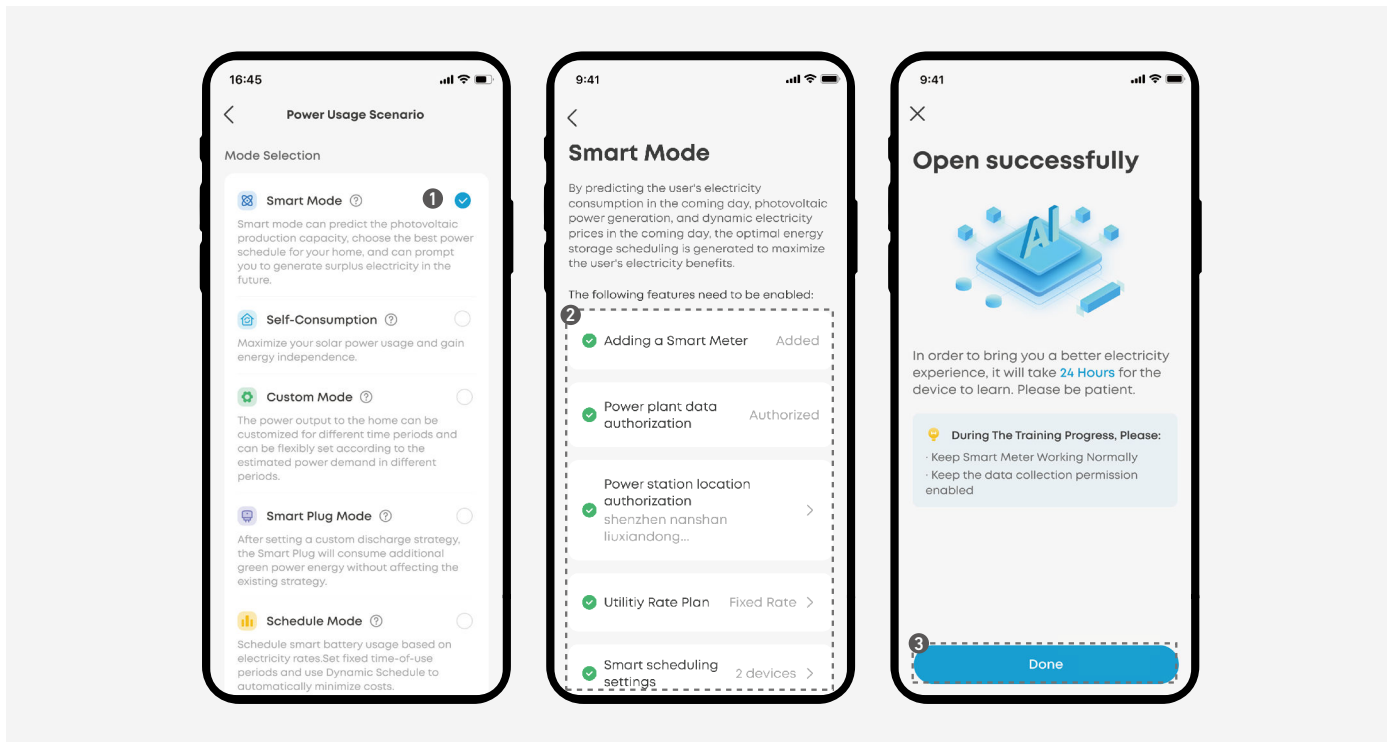 16:45
Power Usage Scenario
Mode Selection
Smart Mode ?
1
Smart mode can predict the photovoltaic
production capacity, choose the best power
schedule for your home, and can prompt
you to generate surplus electricity in the
future.
Self-Consumption ?
Maximize your solar power usage and gain
energy independence.
Custom Mode ?
The power output to the home can be
customized for different time periods and
can be flexibly set according to the
estimated power demand in different
periods.
Smart Plug Mode ?
After setting a custom discharge strategy,
the Smart Plug will consume additional
green power energy without affecting the
existing strategy.
Schedule Mode ?
Schedule smart battery usage based on
electricity rates.Set fixed time-of-use
periods and use Dynamic Schedule to
automatically minimize costs.
9:41
Smart Mode
By predicting the user's electricity
consumption in the coming day, photovoltaic
power generation, and dynamic electricity
prices in the coming day, the optimal energy
storage scheduling is generated to maximize
the user's electricity benefits.
The following features need to be enabled:
2
Adding a Smart Meter Added
Power plant data
authorization
Authorized
Power station location
authorization
shenzhen nanshan
liuxiandong...
Utilitiy Rate Plan Fixed Rate
Smart scheduling
settings
2 devices
9:41
Open successfully
AI
In order to bring you a better electricity
experience, it will take 24 Hours for the
device to learn. Please be patient.
During The Training Progress, Please:
· Keep Smart Meter Working Normally
· Keep the data collection permission
enabled
3
Done